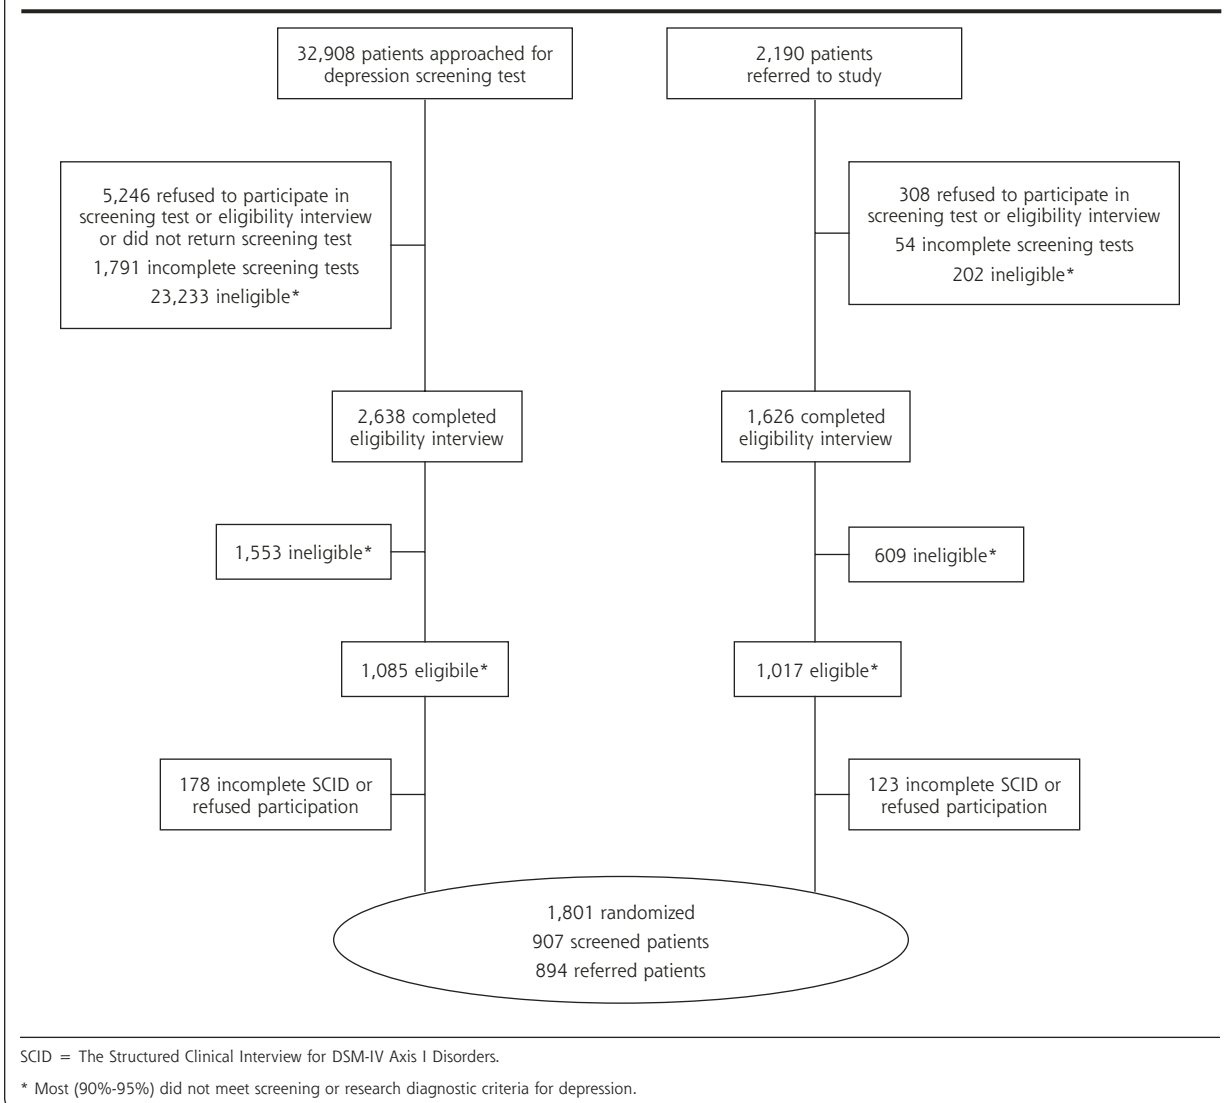 32,908 patients approached for
depression screening test
2,190 patients
referred to study
5,246 refused to participate in
screening test or eligibility interview
or did not return screening test
1,791 incomplete screening tests
23,233 ineligible*
308 refused to participate in
screening test or eligibility interview
54 incomplete screening tests
202 ineligible*
2,638 completed
eligibility interview
1,626 completed
eligibility interview
1,553 ineligible*
609 ineligible*
1,085 eligibile*
1,017 eligible*
178 incomplete SCID or
refused participation
123 incomplete SCID or
refused participation
1,801 randomized
907 screened patients
894 referred patients
SCID = The Structured Clinical Interview for DSM-IV Axis I Disorders.
* Most (90%-95%) did not meet screening or research diagnostic criteria for depression.